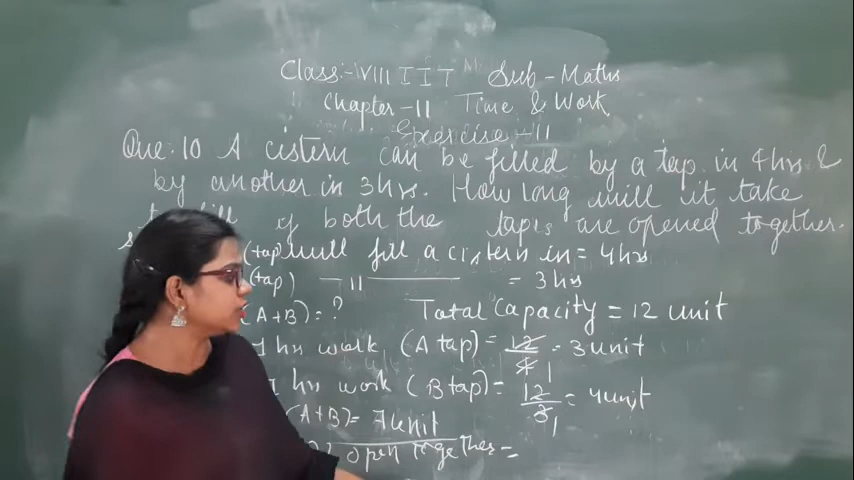 Class:- VIII IIT Sub - Maths
Chapter - 11 Time & Work
Exercise - 11
Que. 10 A cistern can be filled by a tap in 4 hrs &
by another in 3 hrs. How long will it take
if both the taps are opened together.
(tap) will fill a cistern in = 4 hrs
(tap) — 11 — = 3 hrs
(A+B) = ? Total Capacity = 12 unit
1 hr work (A tap) = 12/4 = 3 unit
1 hr work (B tap) = 12/3 = 4 unit
(A+B) = 7 unit
open together =